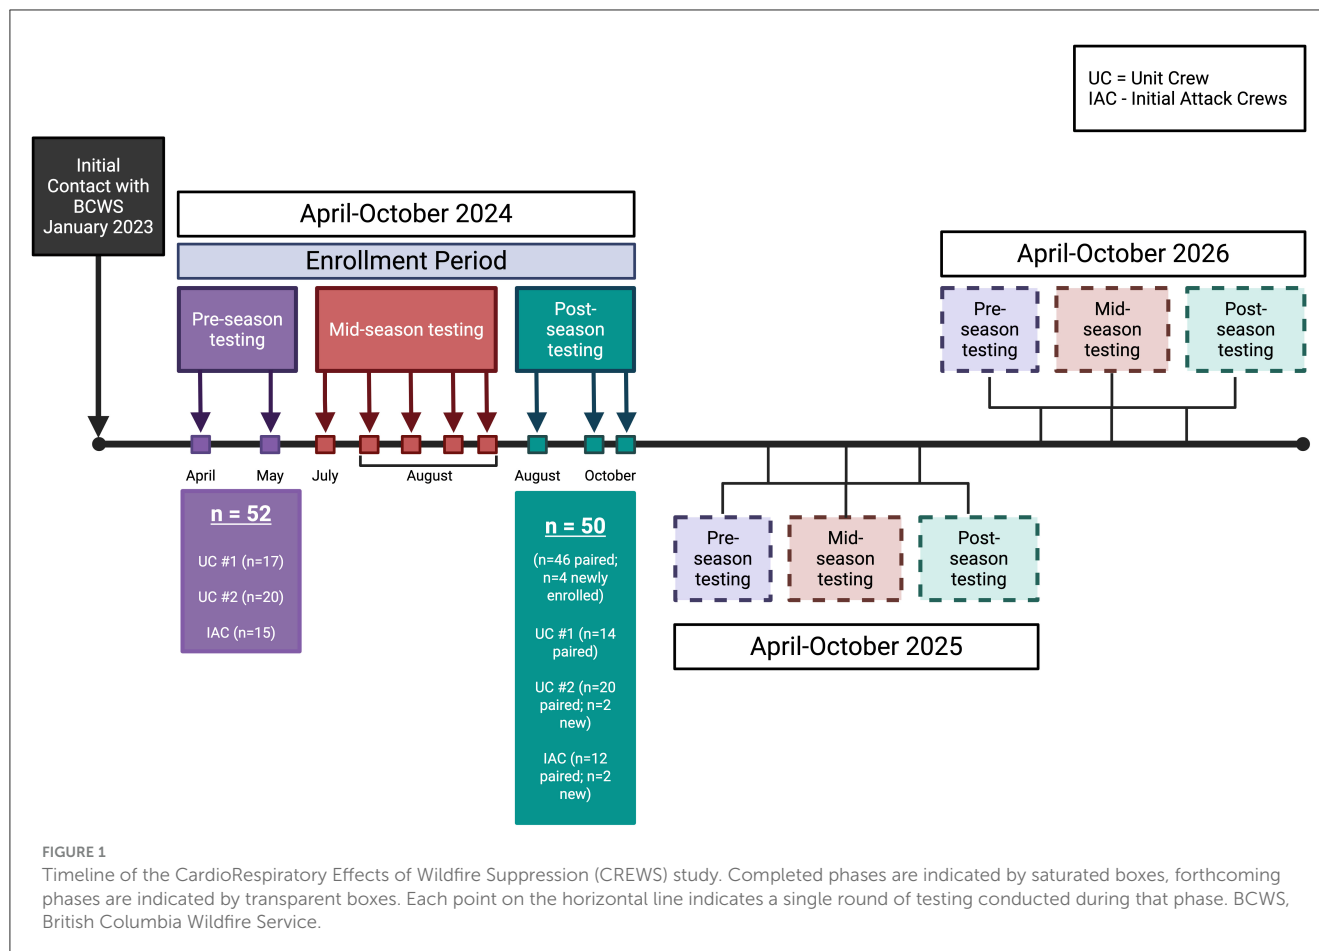 UC = Unit Crew
IAC - Initial Attack Crews
Initial
Contact with
BCWS
January 2023
April-October 2024
Enrollment Period
Pre-season
testing
Mid-season testing
Post-
season
testing
April-October 2026
Pre-
season
testing
Mid-
season
testing
Post-
season
testing
April
May
July
August
August
October
n = 52
UC #1 (n=17)
UC #2 (n=20)
IAC (n=15)
n = 50
(n=46 paired;
n=4 newly
enrolled)
UC #1 (n=14
paired)
UC #2 (n=20
paired; n=2
new)
IAC (n=12
paired; n=2
new)
Pre-
season
testing
Mid-
season
testing
Post-
season
testing
April-October 2025
FIGURE 1
Timeline of the CardioRespiratory Effects of Wildfire Suppression (CREWS) study. Completed phases are indicated by saturated boxes, forthcoming
phases are indicated by transparent boxes. Each point on the horizontal line indicates a single round of testing conducted during that phase. BCWS,
British Columbia Wildfire Service.